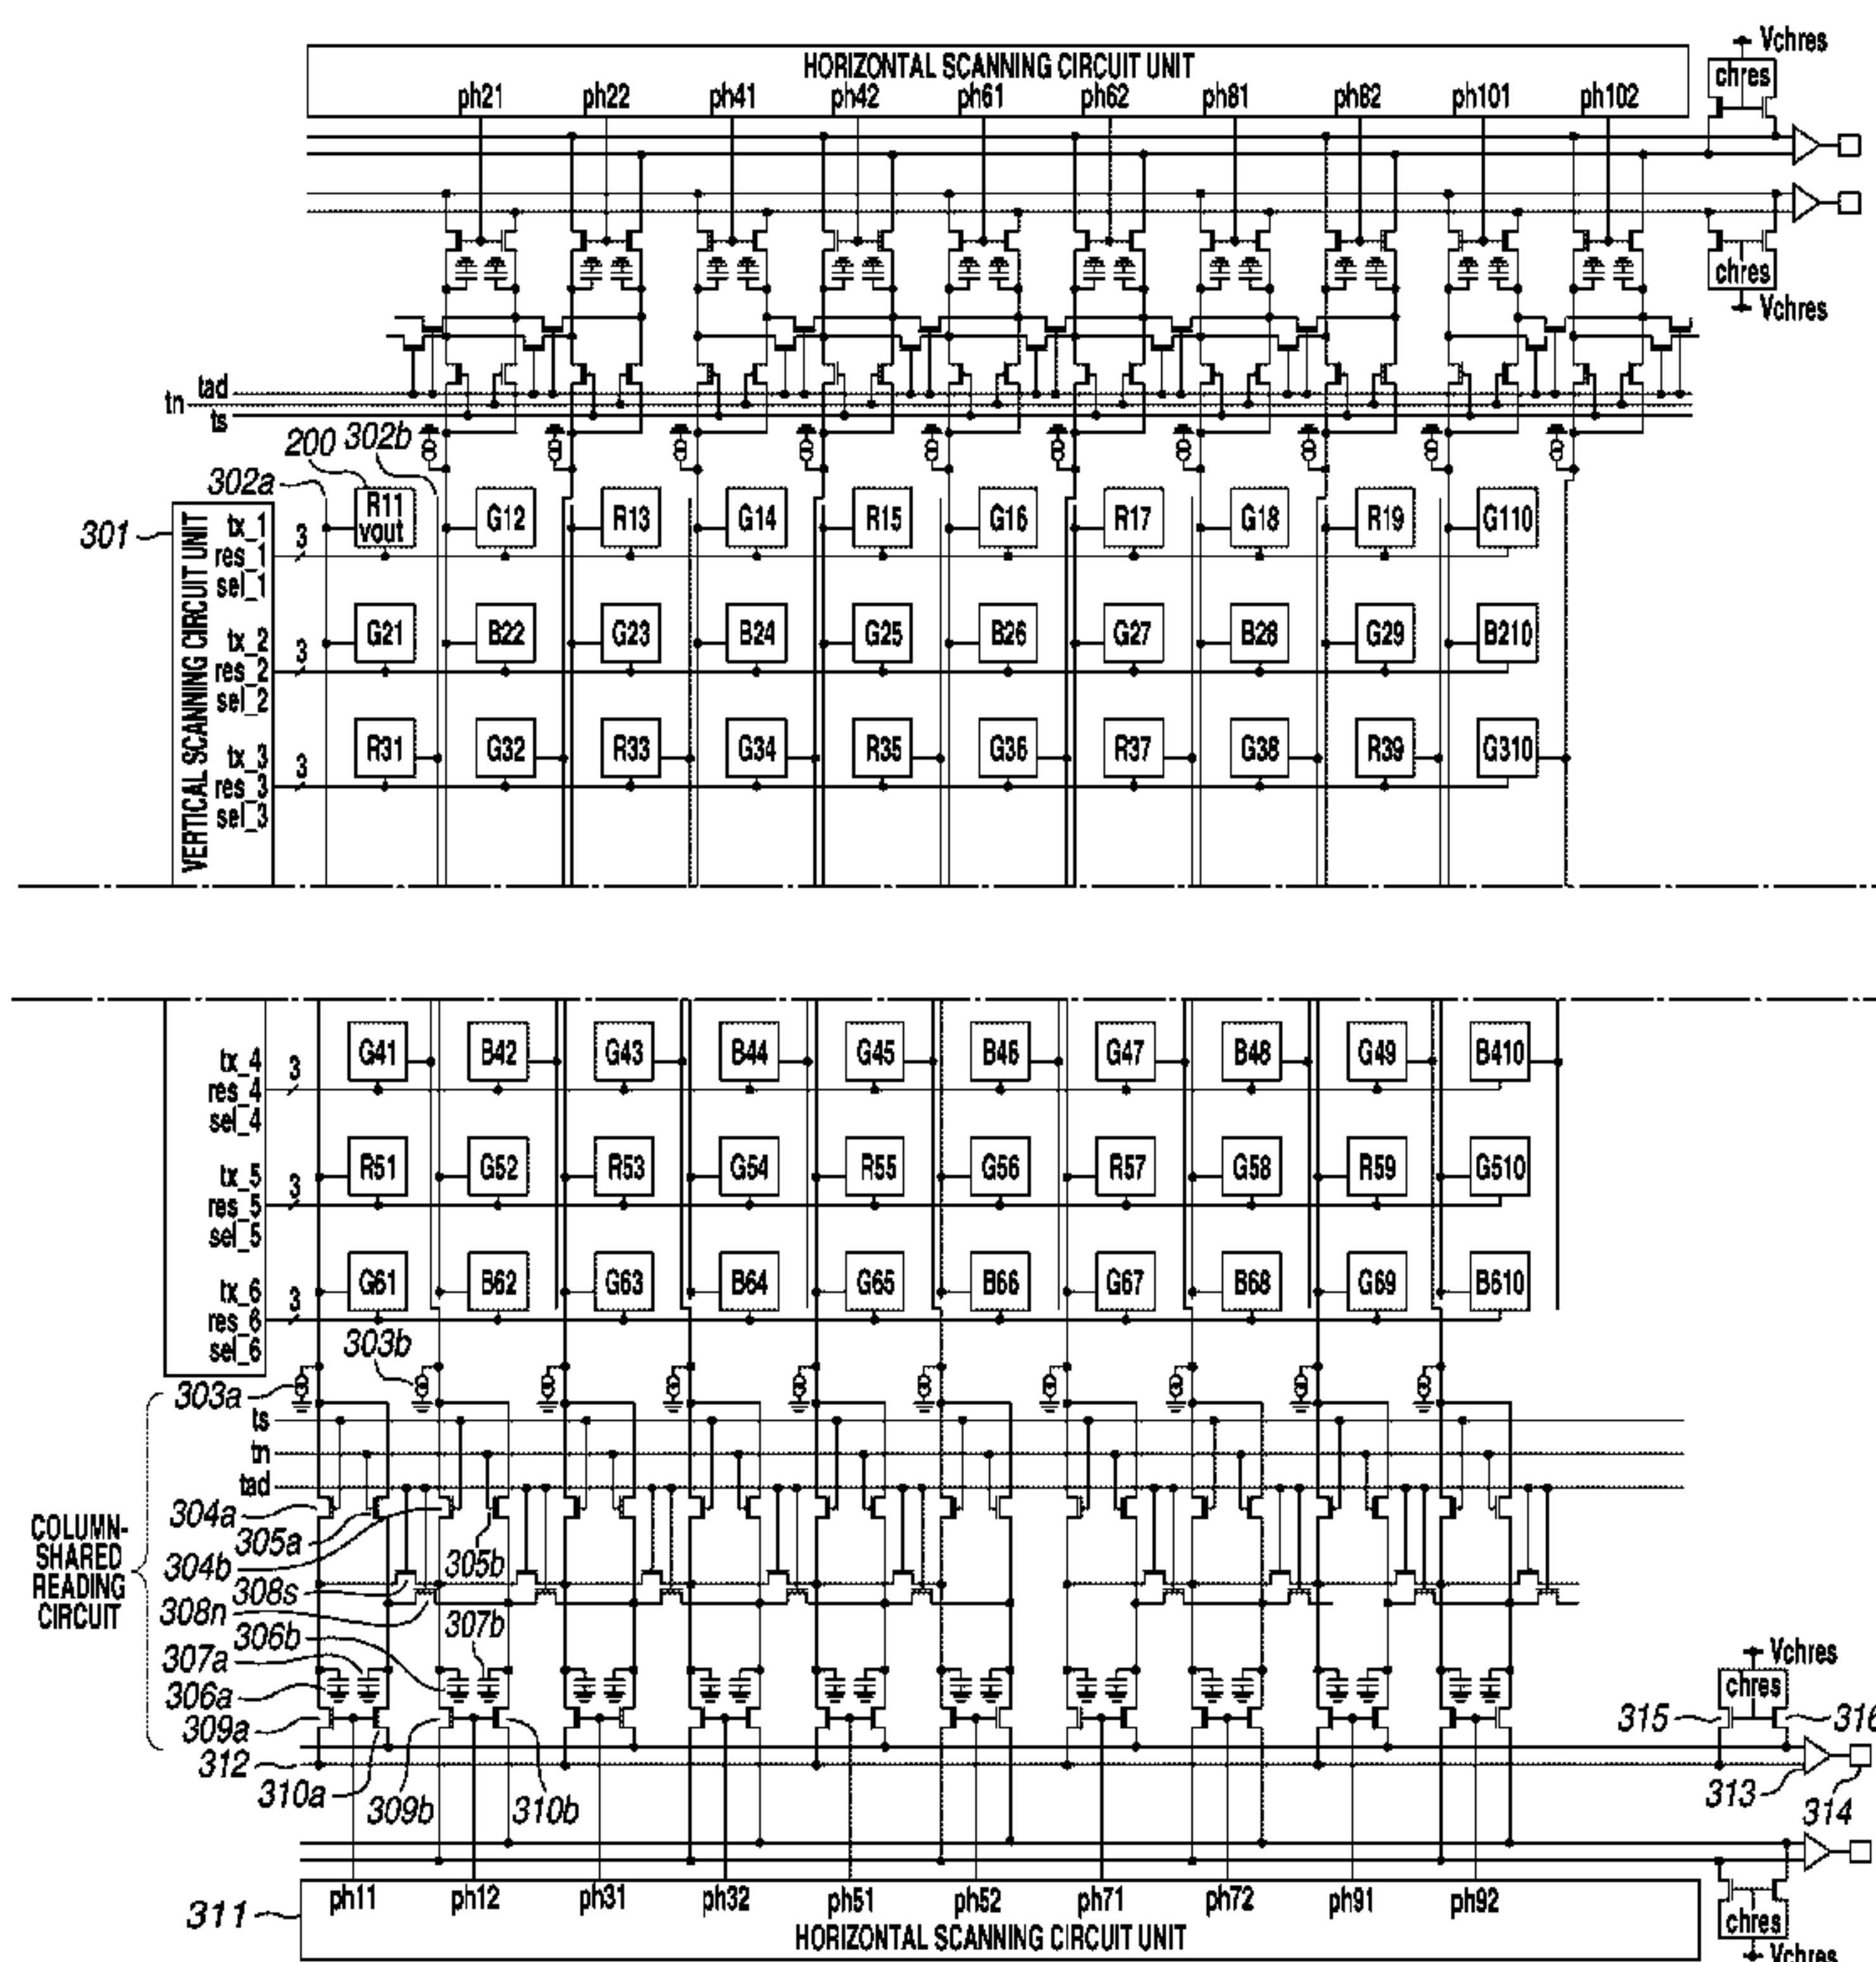 HORIZONTAL SCANNING CIRCUIT UNIT
ph21 ph22 ph41 ph42 ph61 ph62 ph81 ph82 ph101 ph102
Vchres
chres
chres
Vchres
tad
tn
ts
200 302b
302a
301
VERTICAL SCANNING CIRCUIT UNIT
tx_1
res_1
sel_1
3
R11 vout G12 R13 G14 R15 G16 R17 G18 R19 G110
tx_2
res_2
sel_2
3
G21 B22 G23 B24 G25 B26 G27 B28 G29 B210
tx_3
res_3
sel_3
3
R31 G32 R33 G34 R35 G36 R37 G38 R39 G310
tx_4
res_4
sel_4
3
G41 B42 G43 B44 G45 B46 G47 B48 G49 B410
tx_5
res_5
sel_5
3
R51 G52 R53 G54 R55 G56 R57 G58 R59 G510
tx_6
res_6
sel_6
3
G61 B62 G63 B64 G65 B66 G67 B68 G69 B610
303b
303a
ts
tn
tad
COLUMN-
SHARED
READING
CIRCUIT
304a
305a
304b
305b
308s
308n
306b
307b
307a
306a
309a
312
310a
309b
310b
Vchres
chres
315
316
313
314
ph11 ph12 ph31 ph32 ph51 ph52 ph71 ph72 ph91 ph92
311
HORIZONTAL SCANNING CIRCUIT UNIT
chres
Vchres